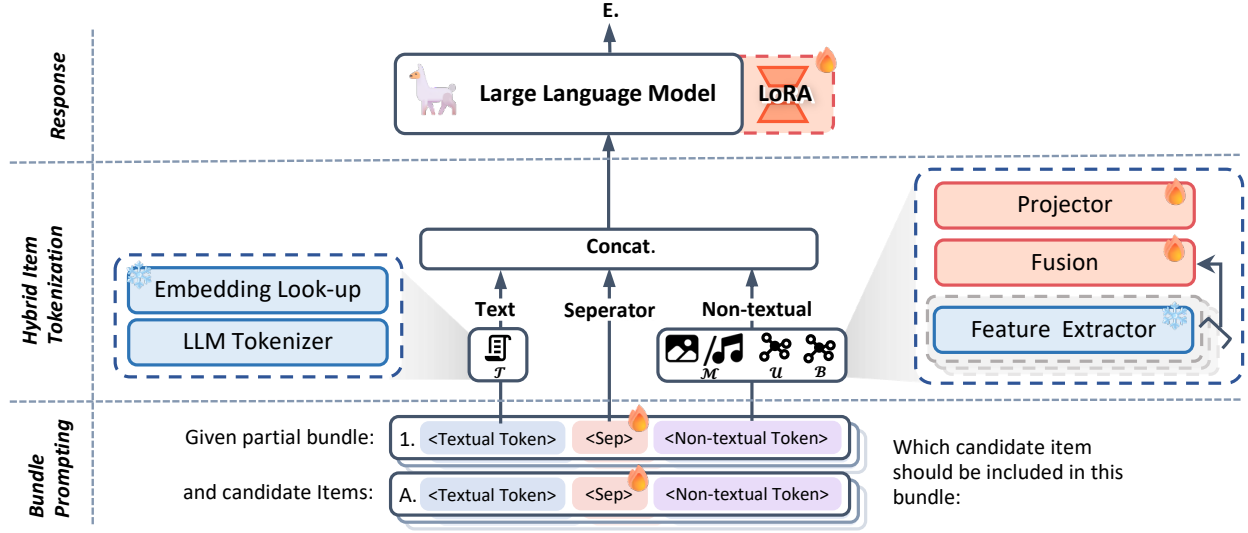 E.
Response
Large Language Model
LoRA
Hybrid Item
Tokenization
Concat.
Embedding Look-up
LLM Tokenizer
Text
Seperator
Non-textual
T
/
M
U
B
Projector
Fusion
Feature Extractor
Bundle
Prompting
Given partial bundle:
1. <Textual Token> <Sep> <Non-textual Token>
and candidate Items:
A. <Textual Token> <Sep> <Non-textual Token>
Which candidate item
should be included in this
bundle: